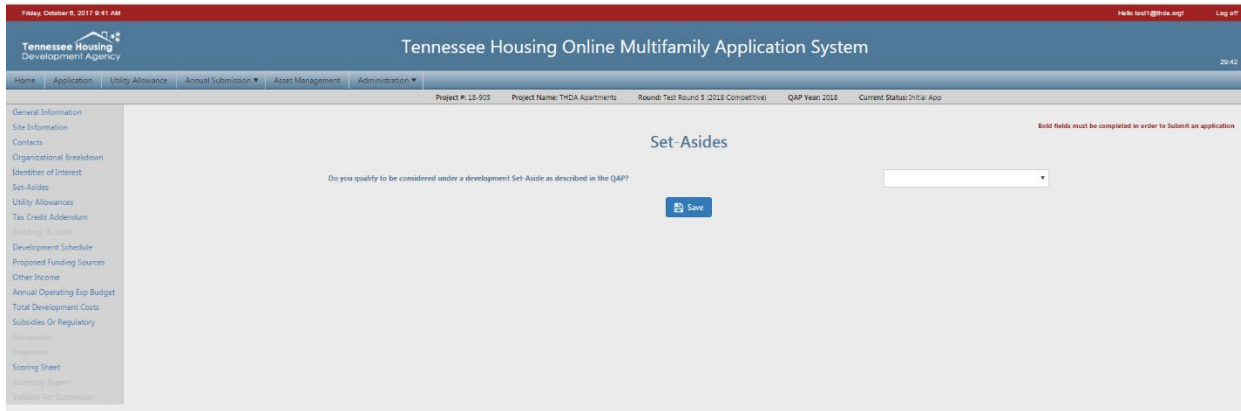 Friday, October 6, 2017 9:41 AM
Hello test1@thda.org! Log off
Tennessee Housing
Development Agency
Tennessee Housing Online Multifamily Application System
20:42
Home Application Utility Allowance Annual Submission ▼ Asset Management Administration ▼
Project #: 18-905 Project Name: THDA Apartments Round: Test Round 5 (2018 Competitive) QAP Year: 2018 Current Status: Initial App
General Information
Site Information
Contacts
Organizational Breakdown
Identities of Interest
Set-Asides
Utility Allowances
Tax Credit Addendum
Buildings & Units
Development Schedule
Proposed Funding Sources
Other Income
Annual Operating Exp Budget
Total Development Costs
Subsidies Or Regulatory
Documents
Snapshots
Scoring Sheet
Summary Report
Validate For Submission
Bold fields must be completed in order to Submit an application
Set-Asides
Do you qualify to be considered under a development Set-Aside as described in the QAP?
Save